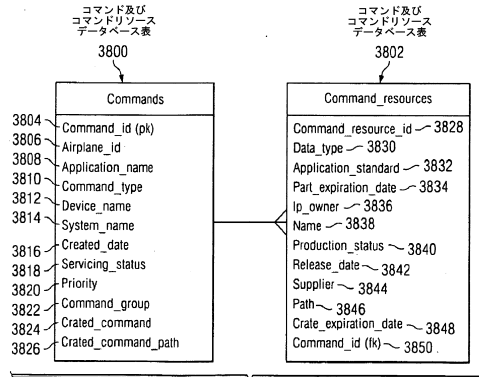 コマンド及び
コマンドリソース
データベース表
3800
Commands
3804 Command_id (pk)
3806 Airplane_id
3808 Application_name
3810 Command_type
3812 Device_name
3814 System_name
3816 Created_date
3818 Servicing_status
3820 Priority
3822 Command_group
3824 Crated_command
3826 Crated_command_path
コマンド及び
コマンドリソース
データベース表
3802
Command_resources
Command_resource_id 3828
Data_type 3830
Application_standard 3832
Part_expiration_date 3834
Ip_owner 3836
Name 3838
Production_status 3840
Release_date 3842
Supplier 3844
Path 3846
Crate_expiration_date 3848
Command_id (fk) 3850